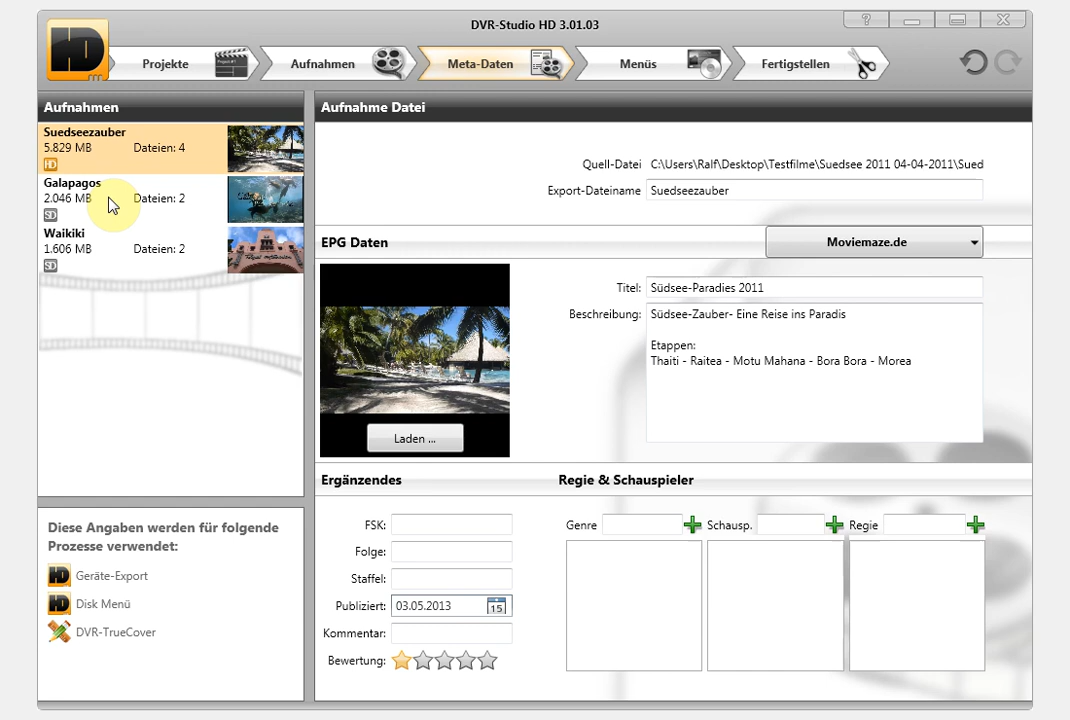 DVR-Studio HD 3.01.03
?
HD
Projekte
Aufnahmen
Meta-Daten
Menüs
Fertigstellen
Aufnahmen
Suedseezauber
5.829 MB Dateien: 4
HD
Galapagos
2.046 MB Dateien: 2
SD
Waikiki
1.606 MB Dateien: 2
SD
Diese Angaben werden für folgende
Prozesse verwendet:
HD Geräte-Export
HD Disk Menü
DVR-TrueCover
Aufnahme Datei
Quell-Datei C:\Users\Ralf\Desktop\Testfilme\Suedsee 2011 04-04-2011\Sued
Export-Dateiname Suedseezauber
EPG Daten
Moviemaze.de
Laden ...
Titel: Südsee-Paradies 2011
Beschreibung: Südsee-Zauber- Eine Reise ins Paradis
Etappen:
Thaiti - Raitea - Motu Mahana - Bora Bora - Morea
Ergänzendes
FSK:
Folge:
Staffel:
Publiziert: 03.05.2013 15
Kommentar:
Bewertung:
Regie & Schauspieler
Genre Schausp. Regie